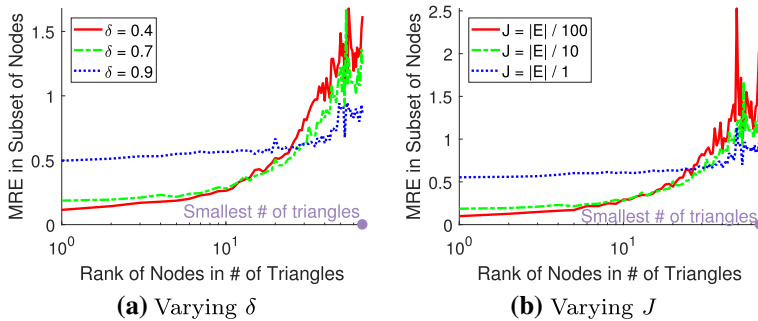 MRE in Subset of Nodes
1.5
1
0.5
0
δ = 0.4
δ = 0.7
δ = 0.9
Smallest # of triangles
10^0
10^1
Rank of Nodes in # of Triangles
(a) Varying δ
MRE in Subset of Nodes
2.5
2
1.5
1
0.5
0
J = |E| / 100
J = |E| / 10
J = |E| / 1
Smallest # of triangles
10^0
10^1
Rank of Nodes in # of Triangles
(b) Varying J